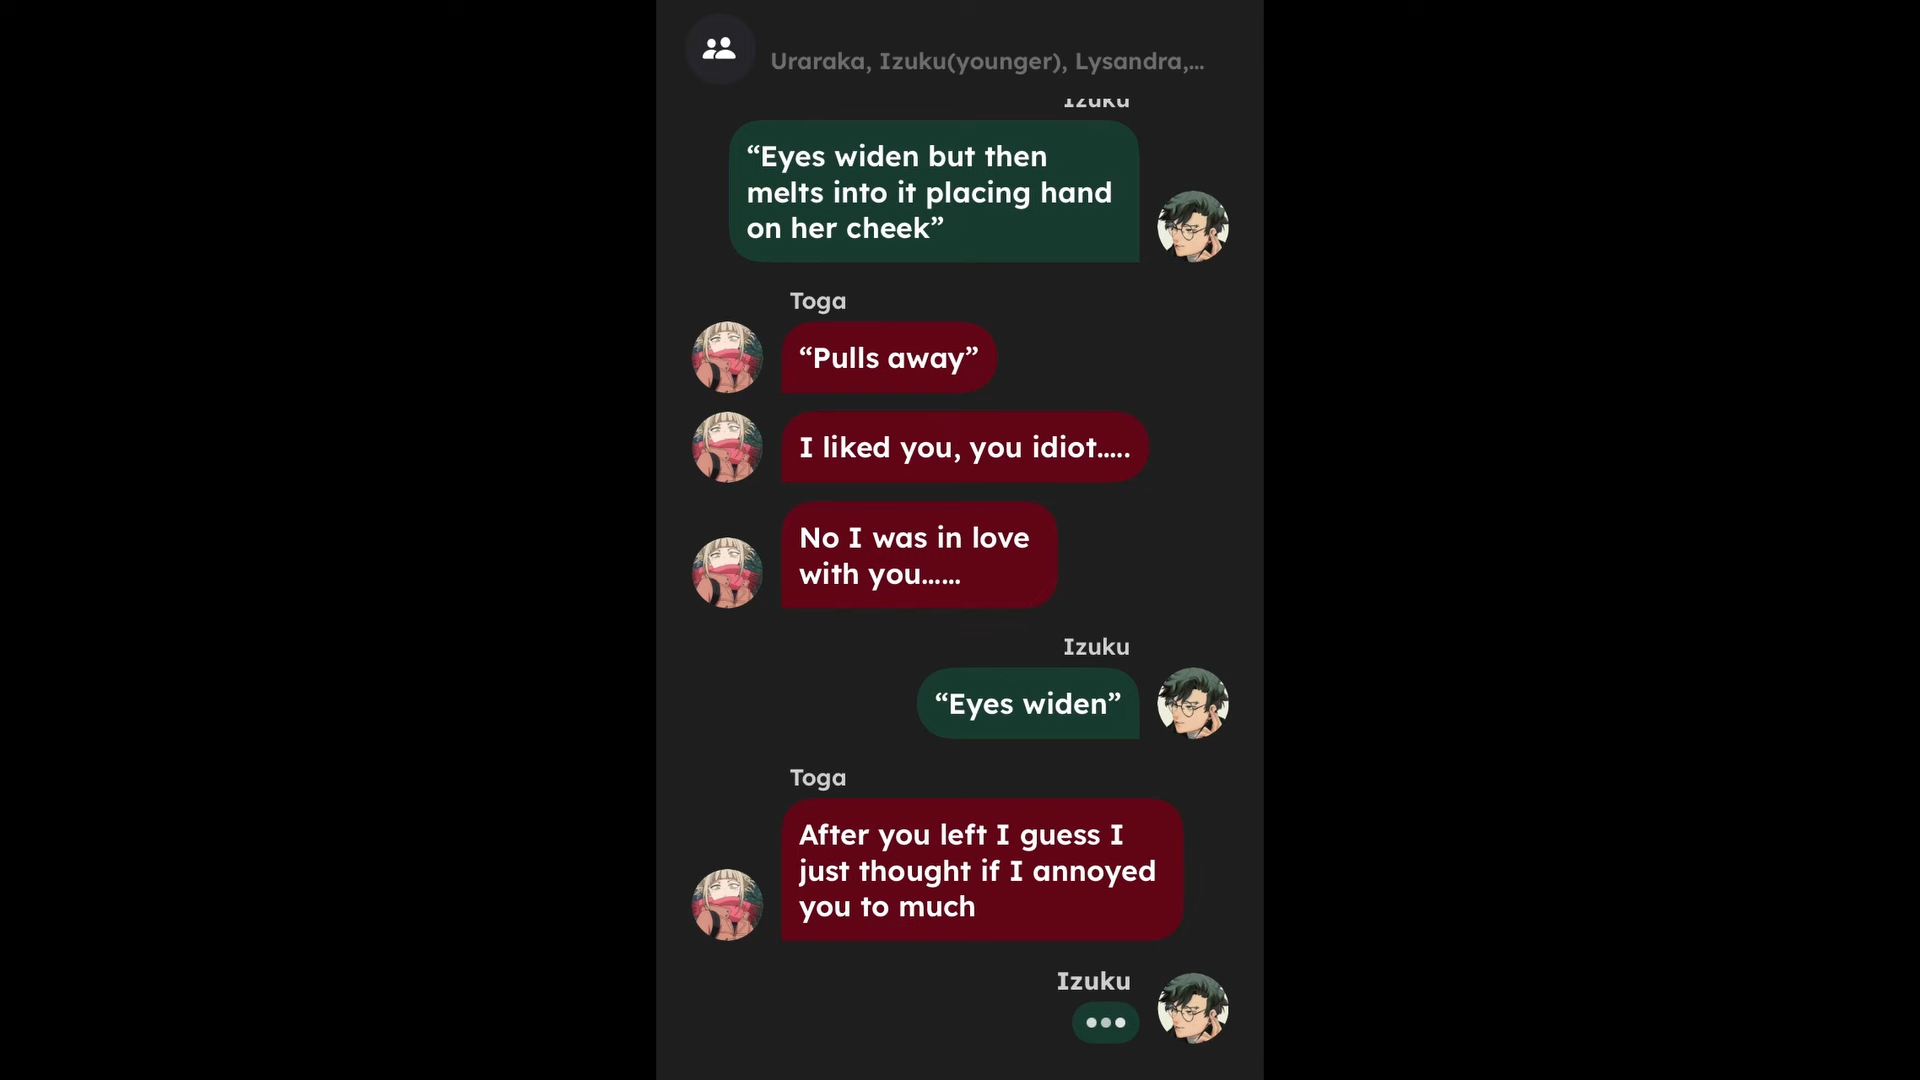 Uraraka, Izuku(younger), Lysandra,...
Izuku
“Eyes widen but then
melts into it placing hand
on her cheek”
Toga
“Pulls away”
I liked you, you idiot.....
No I was in love
with you......
Izuku
“Eyes widen”
Toga
After you left I guess I
just thought if I annoyed
you to much
Izuku